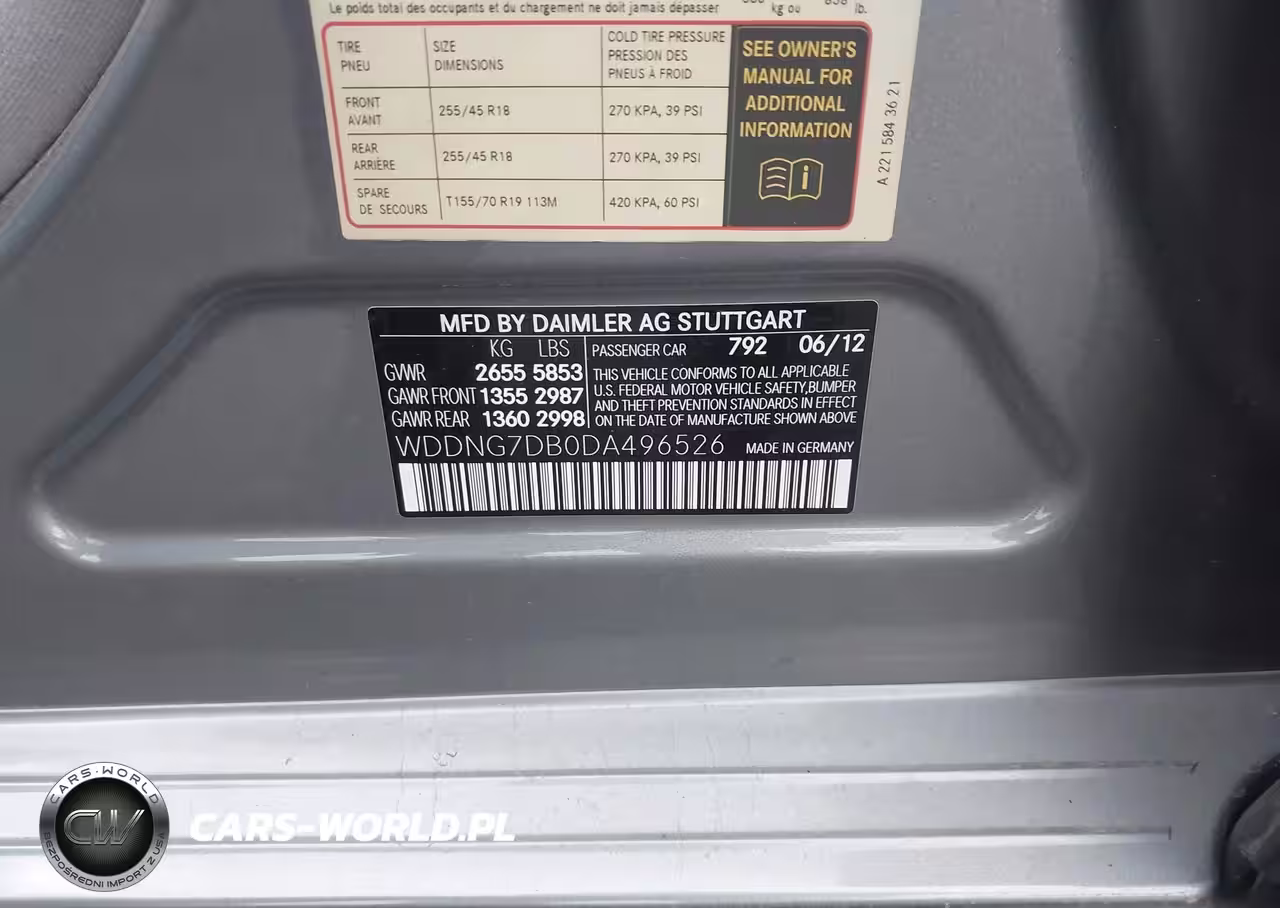 Le poids total des occupants et du chargement ne doit jamais dépasser kg ou lb.
TIRE
PNEU
SIZE
DIMENSIONS
COLD TIRE PRESSURE
PRESSION DES
PNEUS À FROID
FRONT
AVANT
255/45 R18
270 KPA, 39 PSI
REAR
ARRIÈRE
255/45 R18
270 KPA, 39 PSI
SPARE
DE SECOURS
T155/70 R19 113M
420 KPA, 60 PSI
SEE OWNER'S
MANUAL FOR
ADDITIONAL
INFORMATION
i
A 221 584 36 21
MFD BY DAIMLER AG STUTTGART
KG LBS
GVWR 2655 5853
GAWR FRONT 1355 2987
GAWR REAR 1360 2998
PASSENGER CAR 792 06/12
THIS VEHICLE CONFORMS TO ALL APPLICABLE
U.S. FEDERAL MOTOR VEHICLE SAFETY,BUMPER
AND THEFT PREVENTION STANDARDS IN EFFECT
ON THE DATE OF MANUFACTURE SHOWN ABOVE
WDDNG7DB0DA496526 MADE IN GERMANY
CARS-WORLD
CW
BEZPOŚREDNI IMPORT Z USA
CARS-WORLD.PL